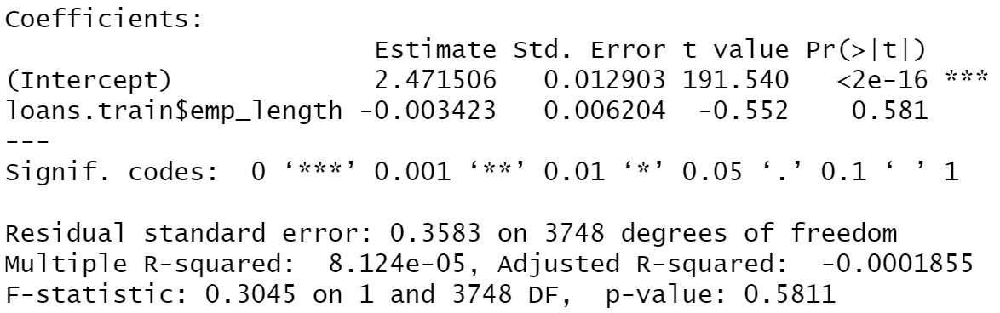 Coefficients:
Estimate Std. Error t value Pr(>|t|)
(Intercept) 2.471506 0.012903 191.540 <2e-16 ***
loans.train$emp_length -0.003423 0.006204 -0.552 0.581
---
Signif. codes: 0 ‘***’ 0.001 ‘**’ 0.01 ‘*’ 0.05 ‘.’ 0.1 ‘ ’ 1
Residual standard error: 0.3583 on 3748 degrees of freedom
Multiple R-squared: 8.124e-05, Adjusted R-squared: -0.0001855
F-statistic: 0.3045 on 1 and 3748 DF, p-value: 0.5811